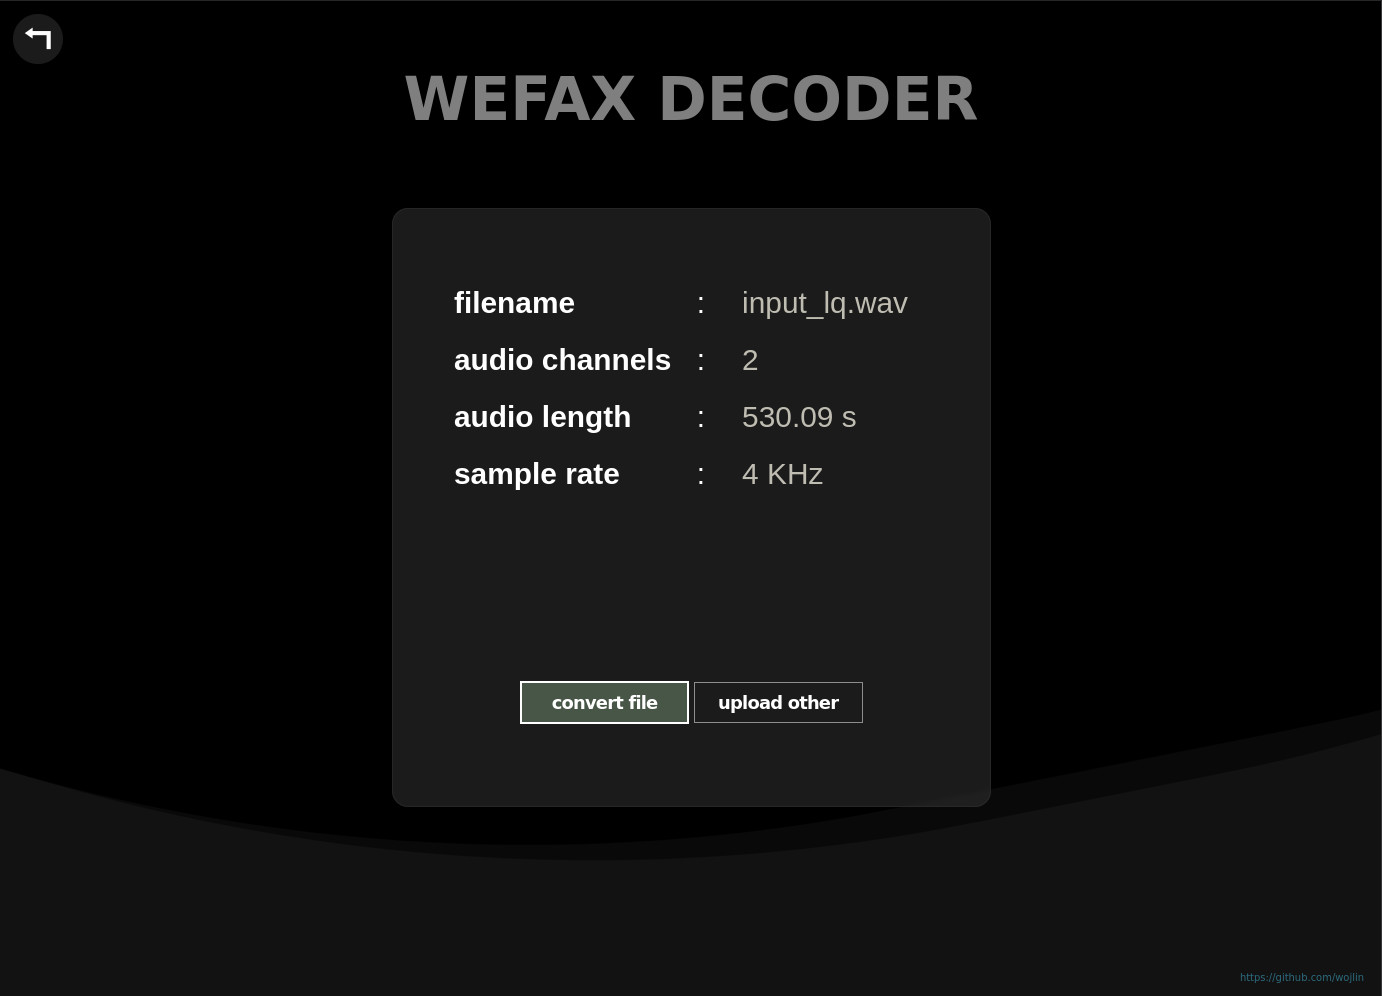 WEFAX DECODER
filename : input_lq.wav
audio channels : 2
audio length : 530.09 s
sample rate : 4 KHz
convert file upload other
https://github.com/wojlin